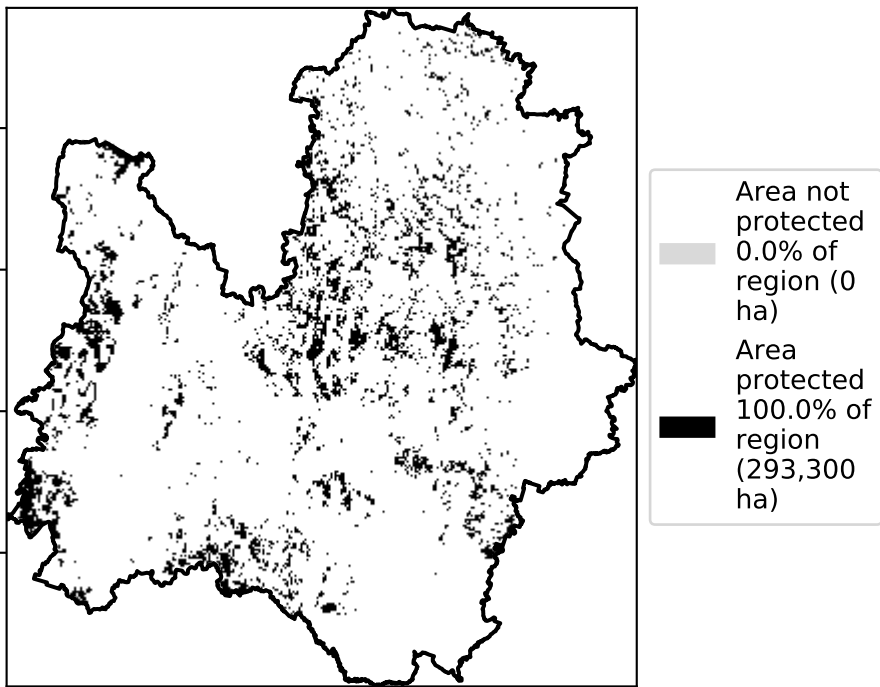 Area not
protected
0.0% of
region (0
ha)
Area
protected
100.0% of
region
(293,300
ha)